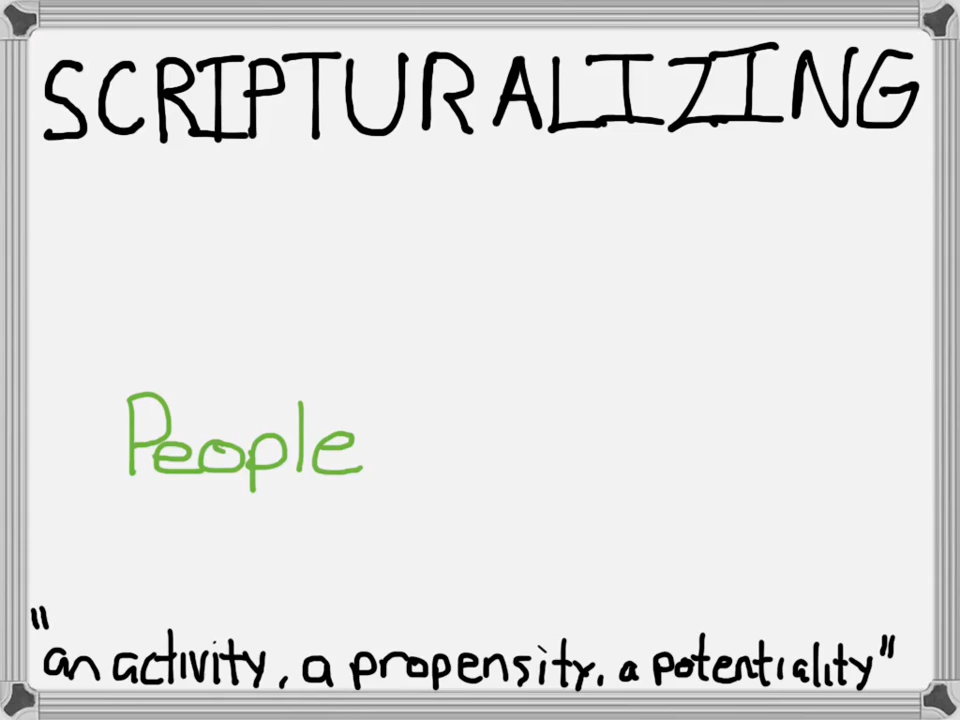 SCRIPTURALIZING
People
"an activity, a propensity, a potentiality"